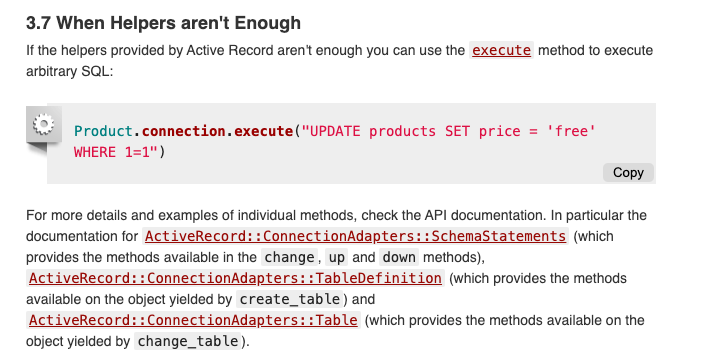 3.7 When Helpers aren't Enough
If the helpers provided by Active Record aren't enough you can use the execute method to execute
arbitrary SQL:
Product.connection.execute("UPDATE products SET price = 'free'
WHERE 1=1")
Copy
For more details and examples of individual methods, check the API documentation. In particular the
documentation for ActiveRecord::ConnectionAdapters::SchemaStatements (which
provides the methods available in the change, up and down methods),
ActiveRecord::ConnectionAdapters::TableDefinition (which provides the methods
available on the object yielded by create_table) and
ActiveRecord::ConnectionAdapters::Table (which provides the methods available on the
object yielded by change_table).